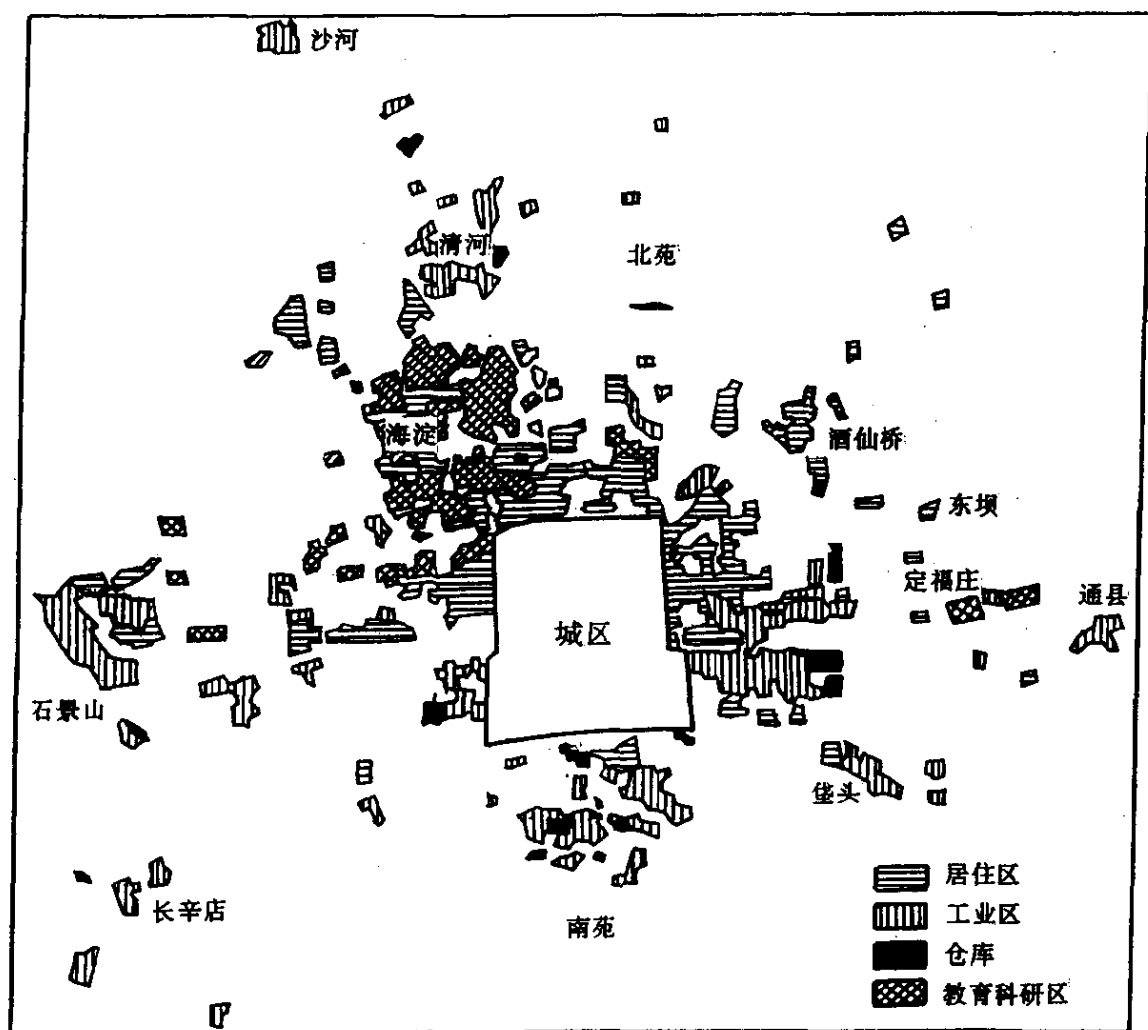 沙河
清河
北苑
海淀
酒仙桥
东坝
定福庄
通县
城区
石景山
垡头
长辛店
南苑
居住区
工业区
仓库
教育科研区